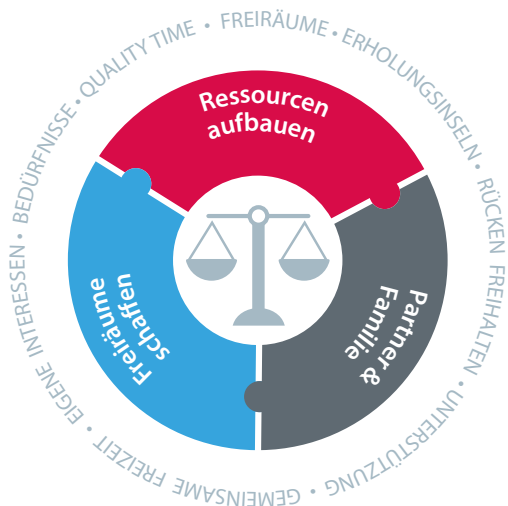 FREIRÄUME • ERHOLUNGSINSELN • RÜCKEN FREIHALTEN • UNTERSTÜTZUNG • GEMEINSAME FREIZEIT • EIGENE INTERESSEN • BEDÜRFNISSE • QUALITY TIME •
Ressourcen
aufbauen
Partner &
Familie
Freiräume
schaffen